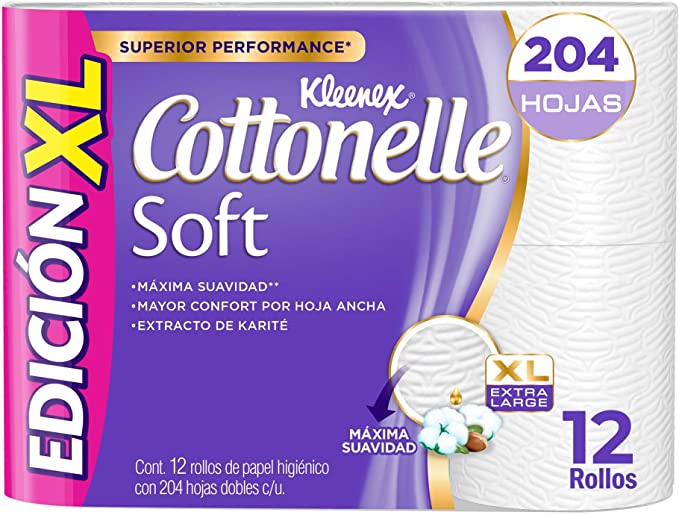 EDICIÓN XL
SUPERIOR PERFORMANCE*
Kleenex®
Cottonelle®
Soft
•MÁXIMA SUAVIDAD**
•MAYOR CONFORT POR HOJA ANCHA
•EXTRACTO DE KARITÉ
204
HOJAS
XL
EXTRA
LARGE
MÁXIMA
SUAVIDAD
Cont. 12 rollos de papel higiénico
con 204 hojas dobles c/u.
12
Rollos